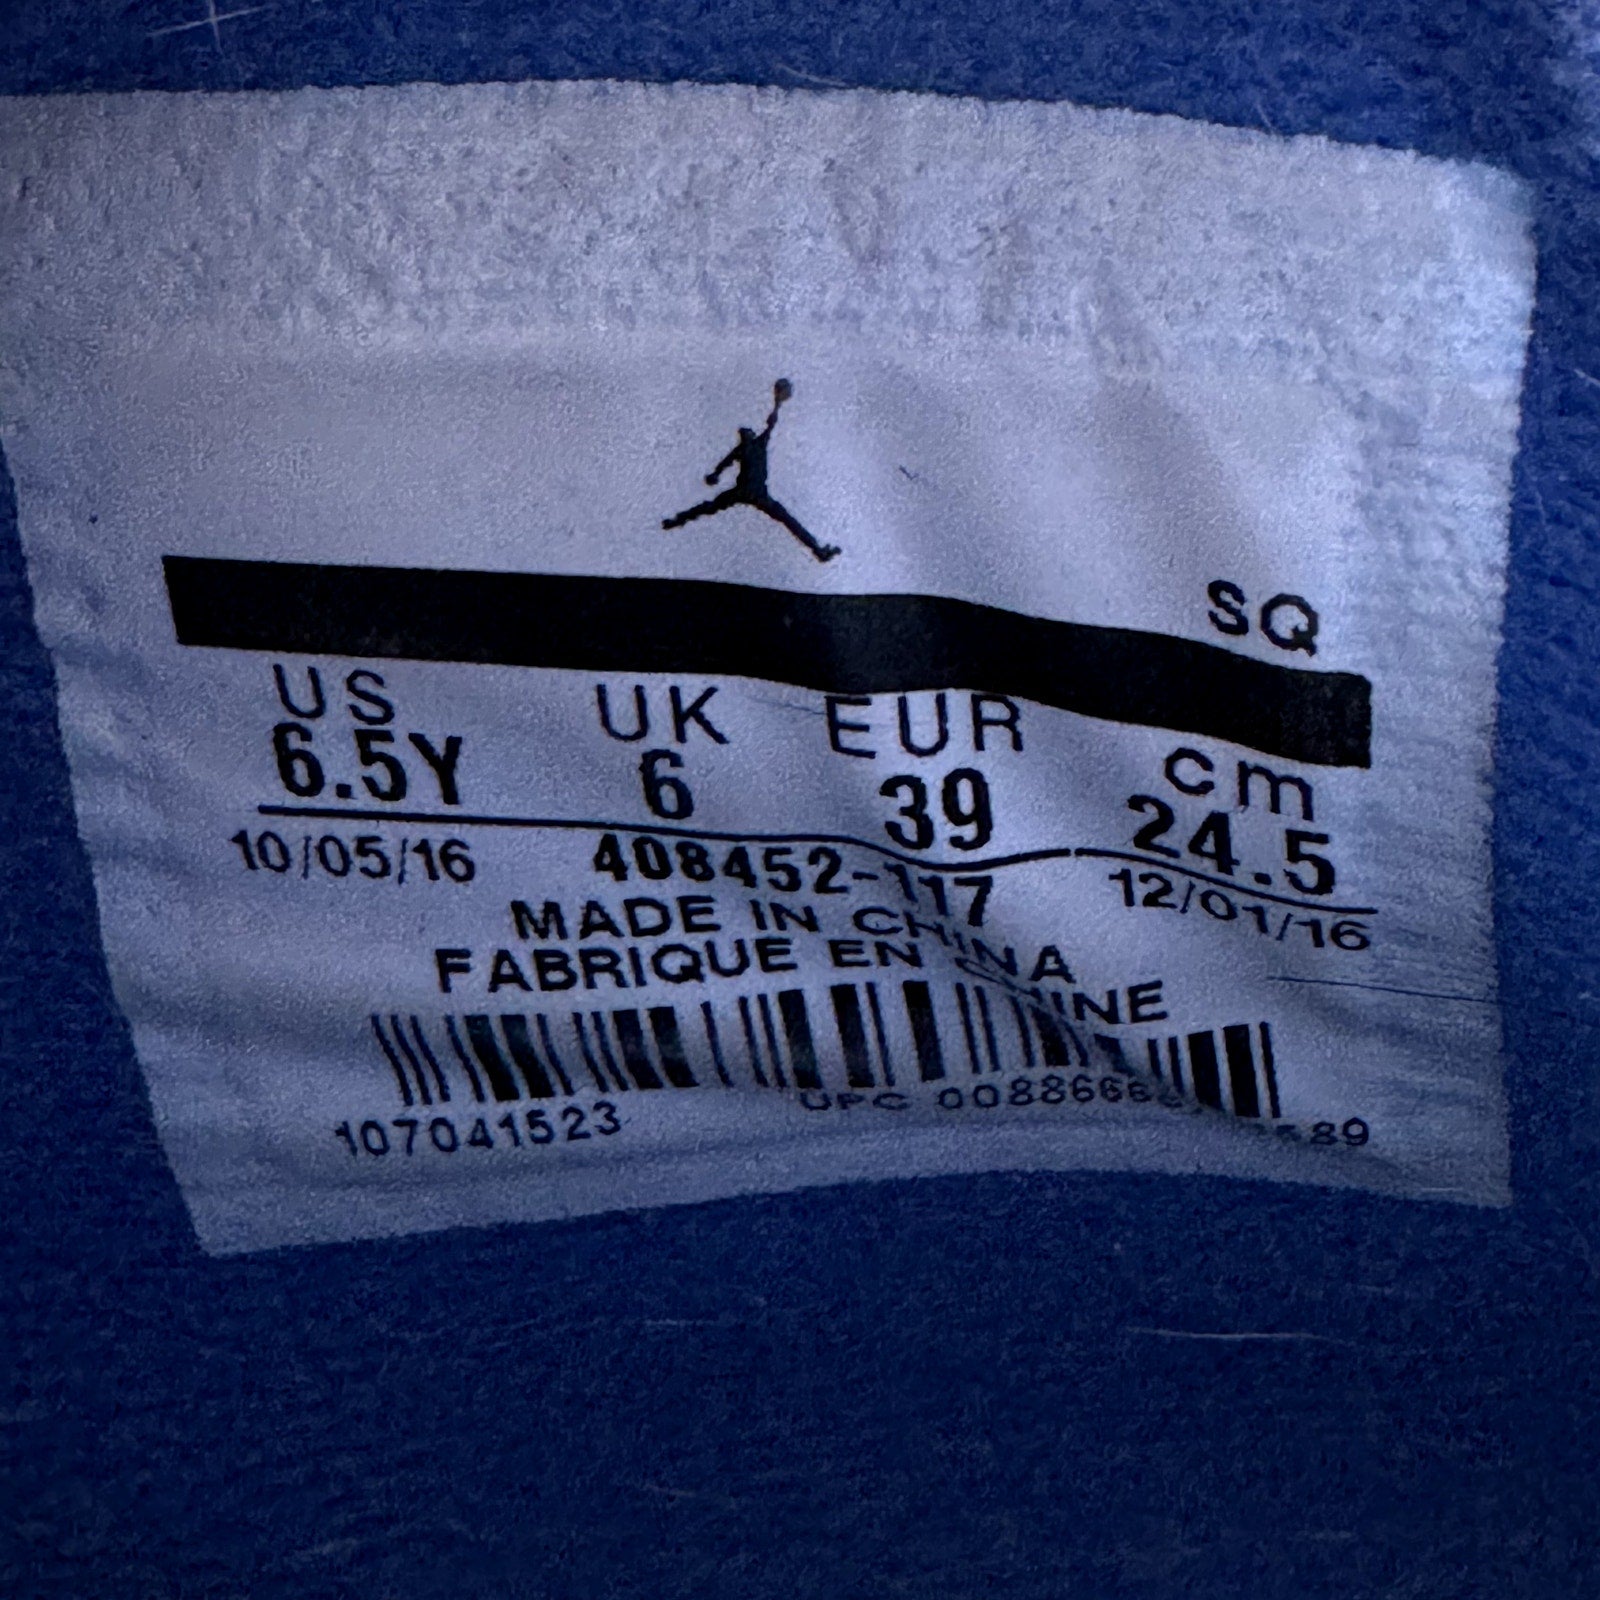 SQ
US UK EUR cm
6.5Y 6 39 24.5
10/05/16 408452-117 12/01/16
MADE IN CHINA
FABRIQUE EN CHINE
107041523 UPC